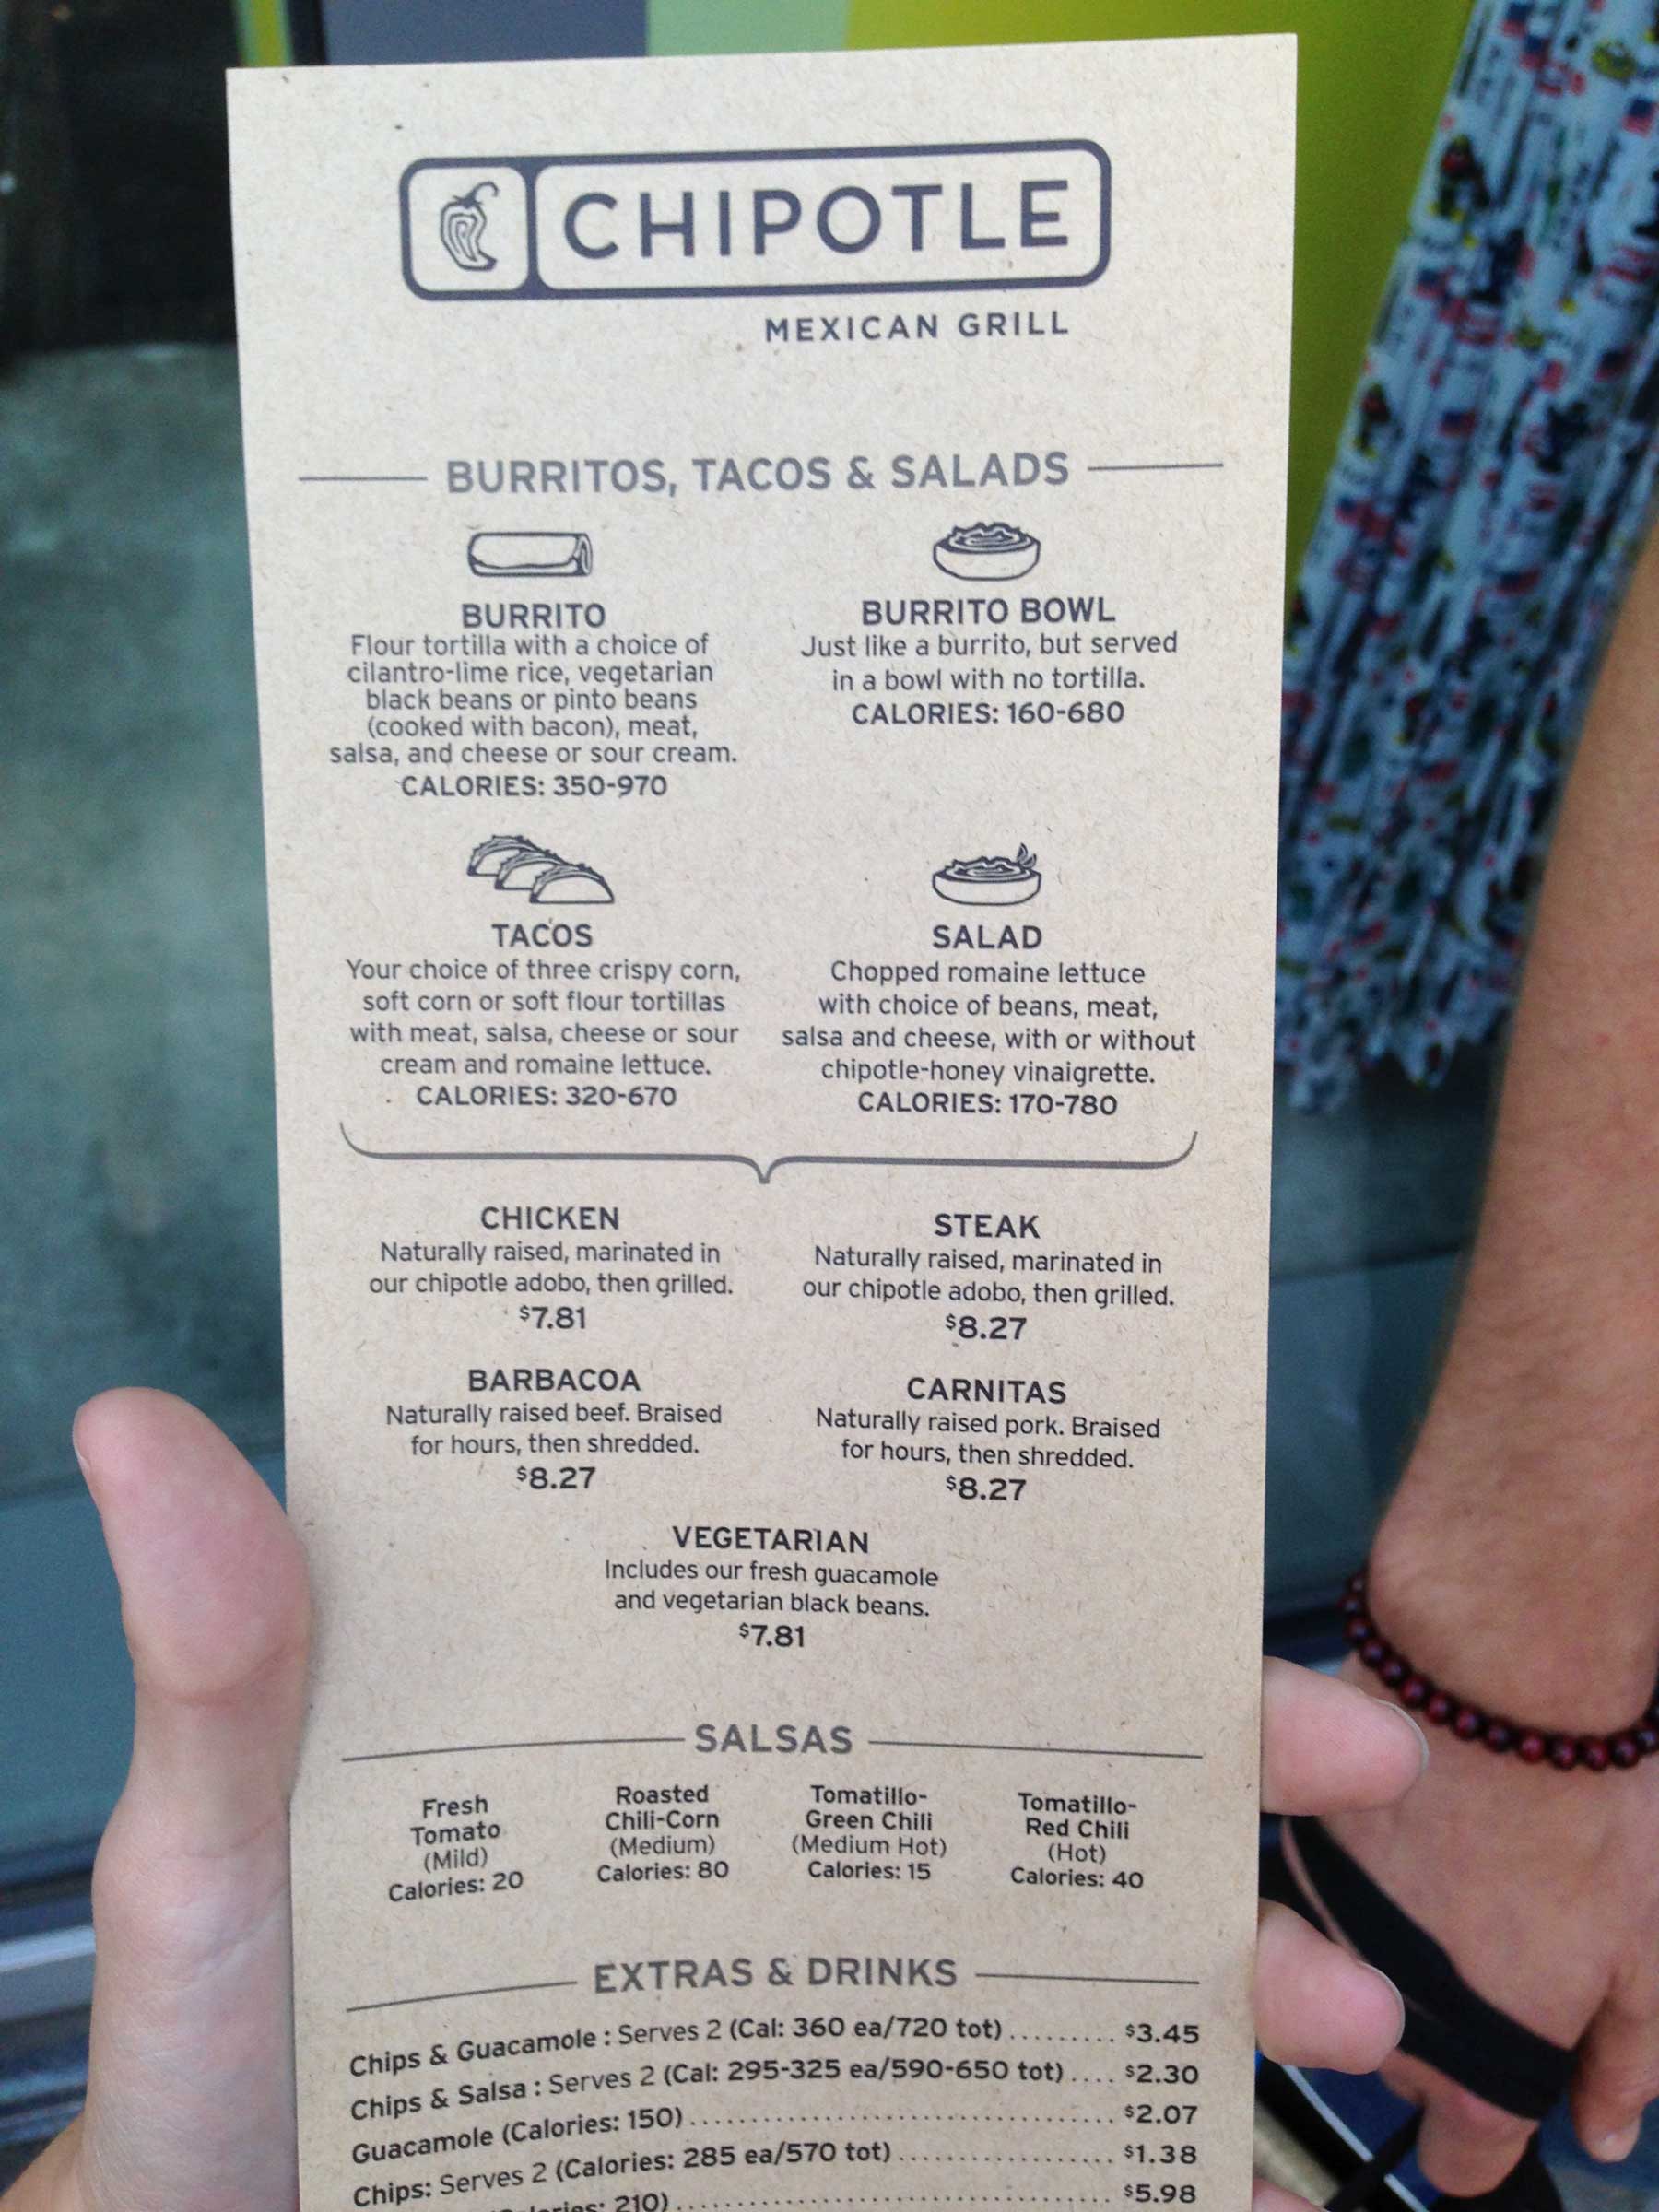 CHIPOTLE
MEXICAN GRILL
BURRITOS, TACOS & SALADS
BURRITO
Flour tortilla with a choice of
cilantro-lime rice, vegetarian
black beans or pinto beans
(cooked with bacon), meat,
salsa, and cheese or sour cream.
CALORIES: 350-970
BURRITO BOWL
Just like a burrito, but served
in a bowl with no tortilla.
CALORIES: 160-680
TACOS
Your choice of three crispy corn,
soft corn or soft flour tortillas
with meat, salsa, cheese or sour
cream and romaine lettuce.
CALORIES: 320-670
SALAD
Chopped romaine lettuce
with choice of beans, meat,
salsa and cheese, with or without
chipotle-honey vinaigrette.
CALORIES: 170-780
CHICKEN
Naturally raised, marinated in
our chipotle adobo, then grilled.
$7.81
STEAK
Naturally raised, marinated in
our chipotle adobo, then grilled.
$8.27
BARBACOA
Naturally raised beef. Braised
for hours, then shredded.
$8.27
CARNITAS
Naturally raised pork. Braised
for hours, then shredded.
$8.27
VEGETARIAN
Includes our fresh guacamole
and vegetarian black beans.
$7.81
SALSAS
Fresh
Tomato
(Mild)
Calories: 20
Roasted
Chili-Corn
(Medium)
Calories: 80
Tomatillo-
Green Chili
(Medium Hot)
Calories: 15
Tomatillo-
Red Chili
(Hot)
Calories: 40
EXTRAS & DRINKS
Chips & Guacamole : Serves 2 (Cal: 360 ea/720 tot) ......... $3.45
Chips & Salsa : Serves 2 (Cal: 295-325 ea/590-650 tot) .... $2.30
Guacamole (Calories: 150) ..................................... $2.07
Chips: Serves 2 (Calories: 285 ea/570 tot) ................... $1.38
210) ...................................... $5.98